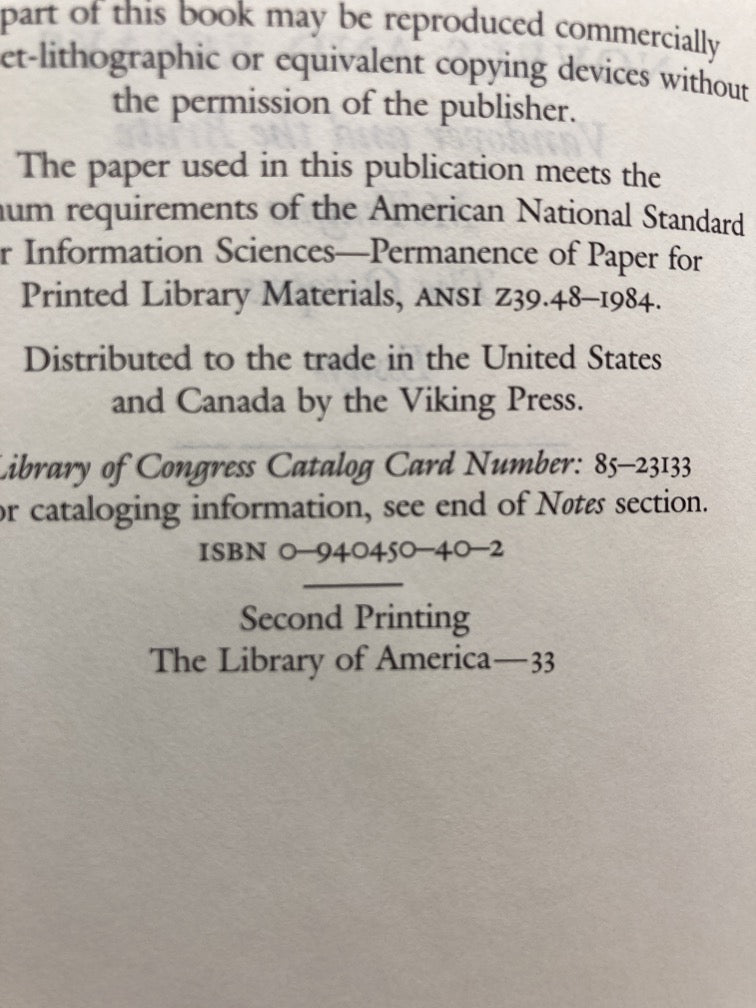 part of this book may be reproduced commercially
et-lithographic or equivalent copying devices without
the permission of the publisher.
The paper used in this publication meets the
num requirements of the American National Standard
r Information Sciences—Permanence of Paper for
Printed Library Materials, ANSI Z39.48–1984.
Distributed to the trade in the United States
and Canada by the Viking Press.
Library of Congress Catalog Card Number: 85–23133
or cataloging information, see end of Notes section.
ISBN 0–940450–40–2
Second Printing
The Library of America—33